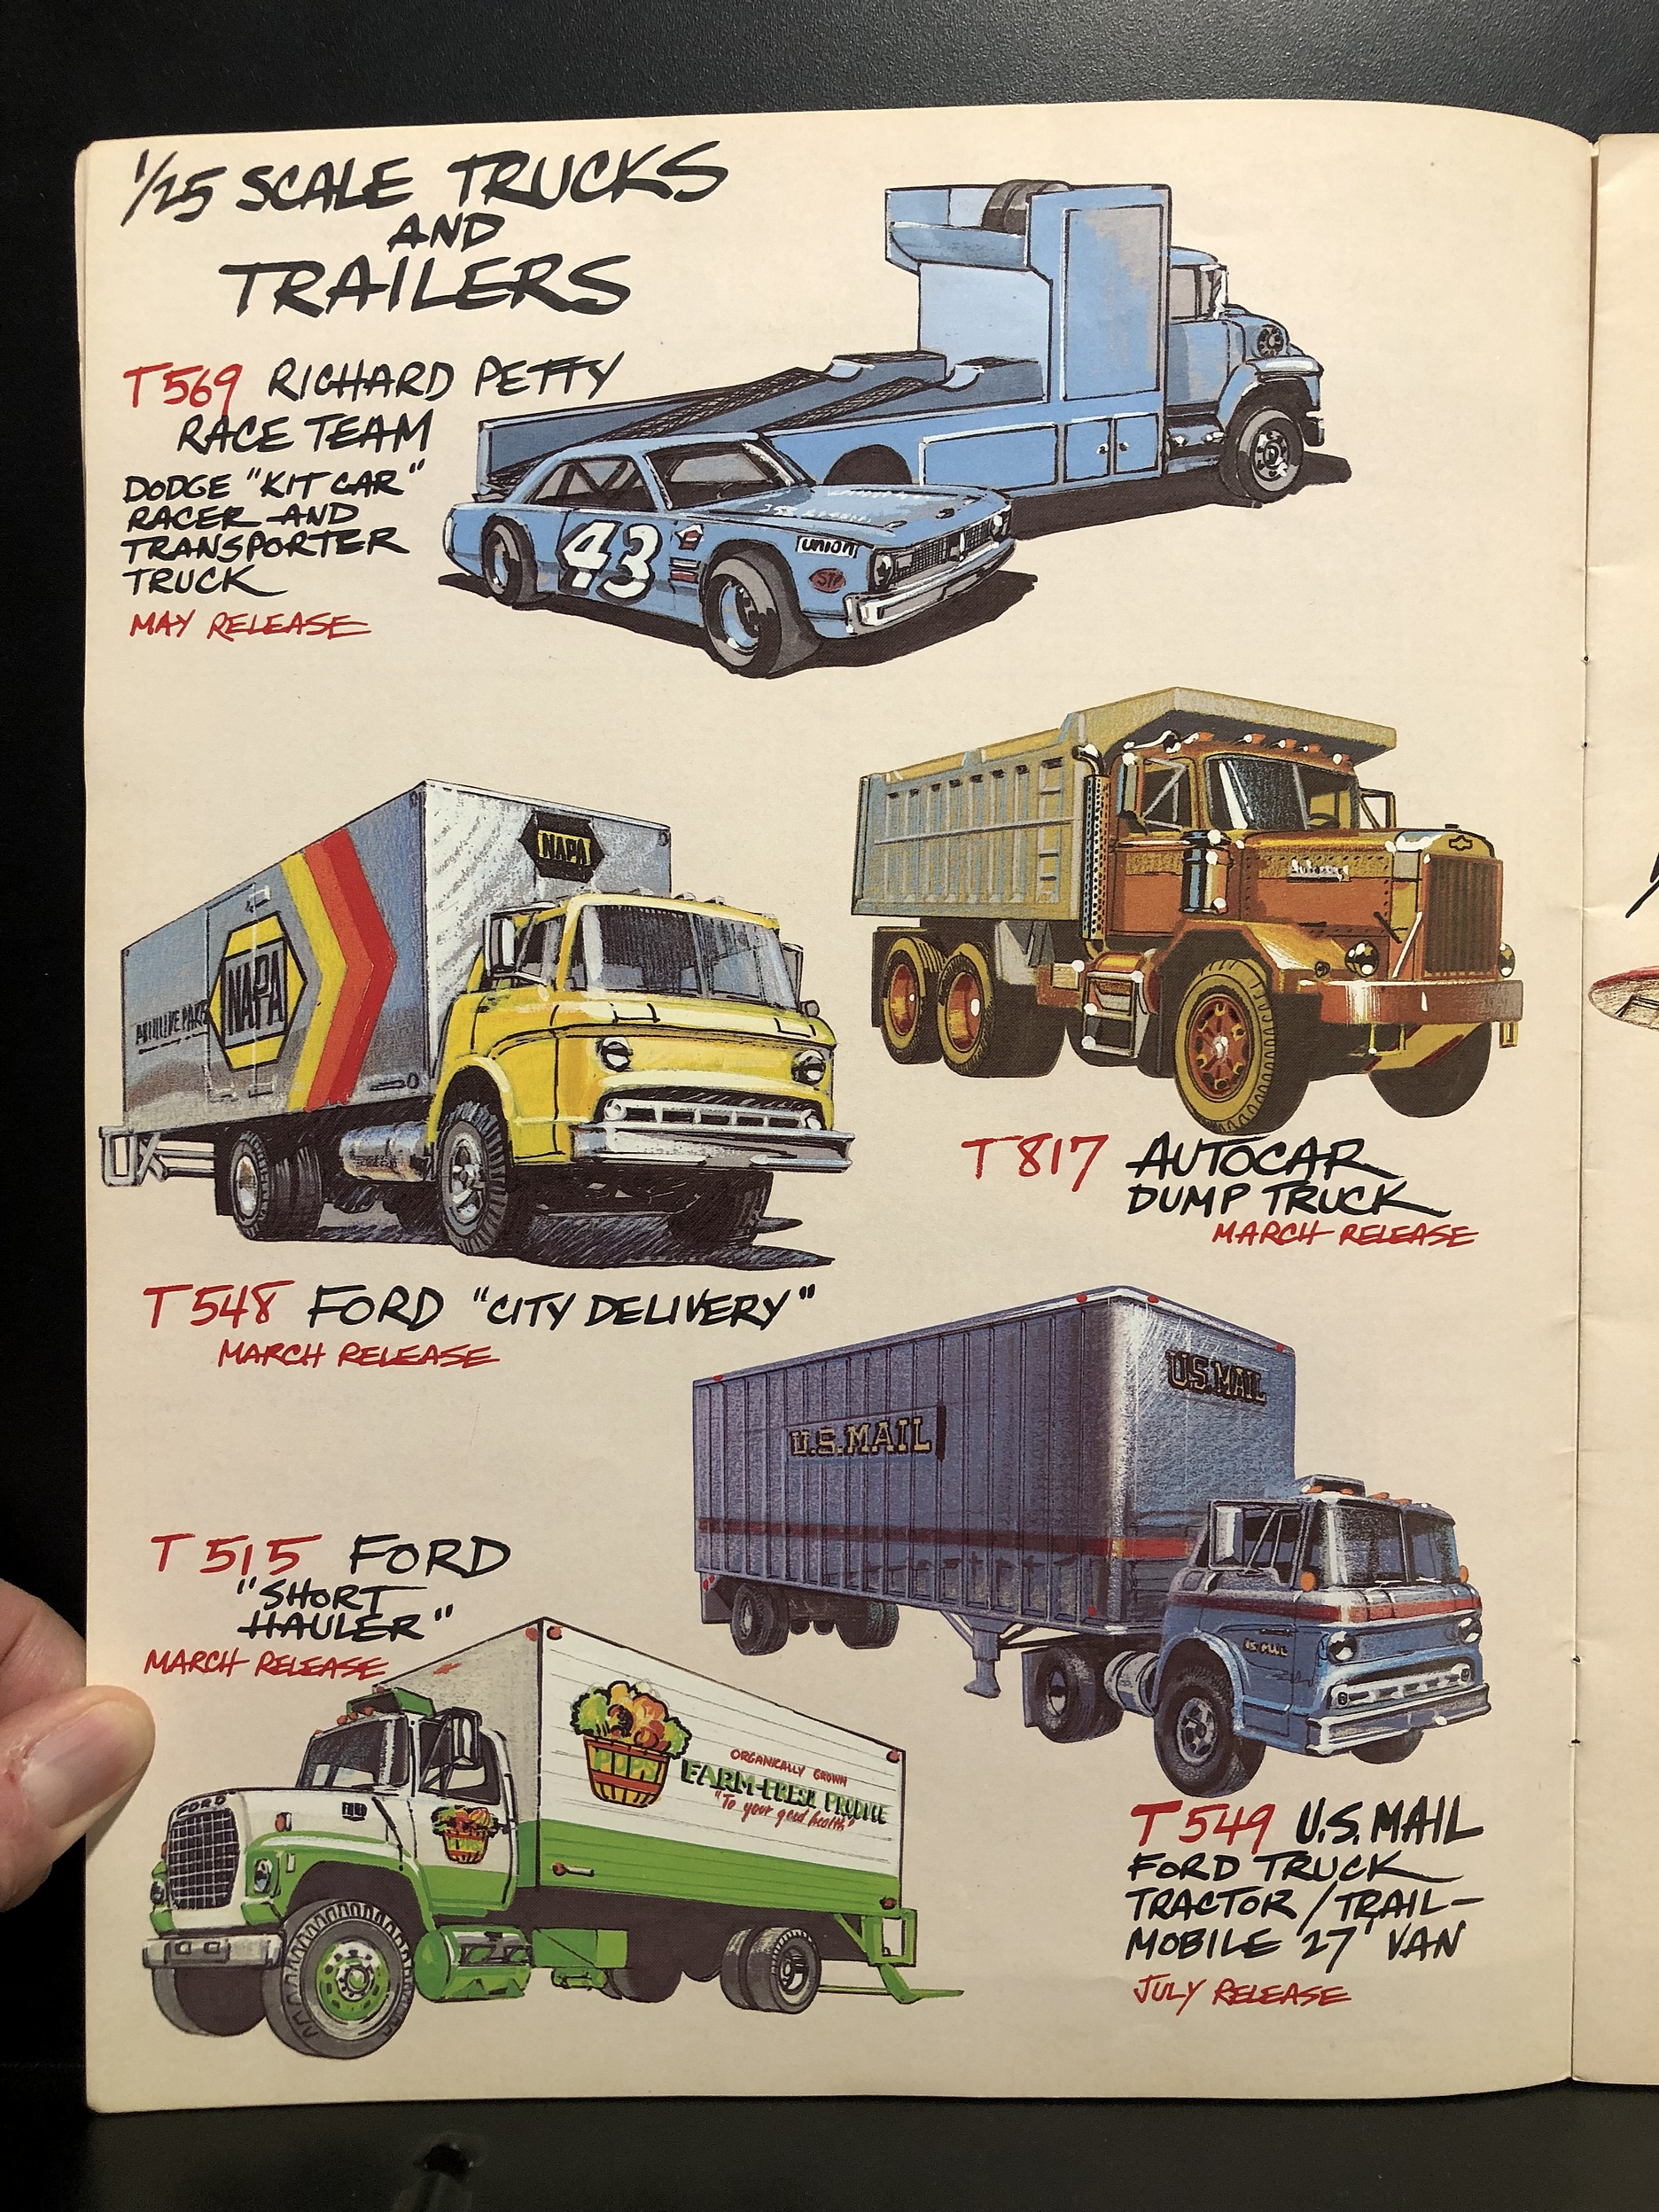 1/25 SCALE TRUCKS
AND
TRAILERS
T569 RICHARD PETTY
RACE TEAM
DODGE "KIT CAR"
RACER AND
TRANSPORTER
TRUCK
MAY RELEASE
43
UNION
STP
NAPA
NAPA
Autocar
T817 AUTOCAR
DUMP TRUCK
MARCH RELEASE
T548 FORD "CITY DELIVERY"
MARCH RELEASE
U.S. MAIL
U.S. MAIL
U.S. MAIL
T515 FORD
"SHORT
HAULER"
MARCH RELEASE
FORD
POP'S
ORGANICALLY GROWN
FARM-FRESH PRODUCE
"To your good health"
T549 U.S. MAIL
FORD TRUCK
TRACTOR/TRAIL-
MOBILE 27' VAN
JULY RELEASE